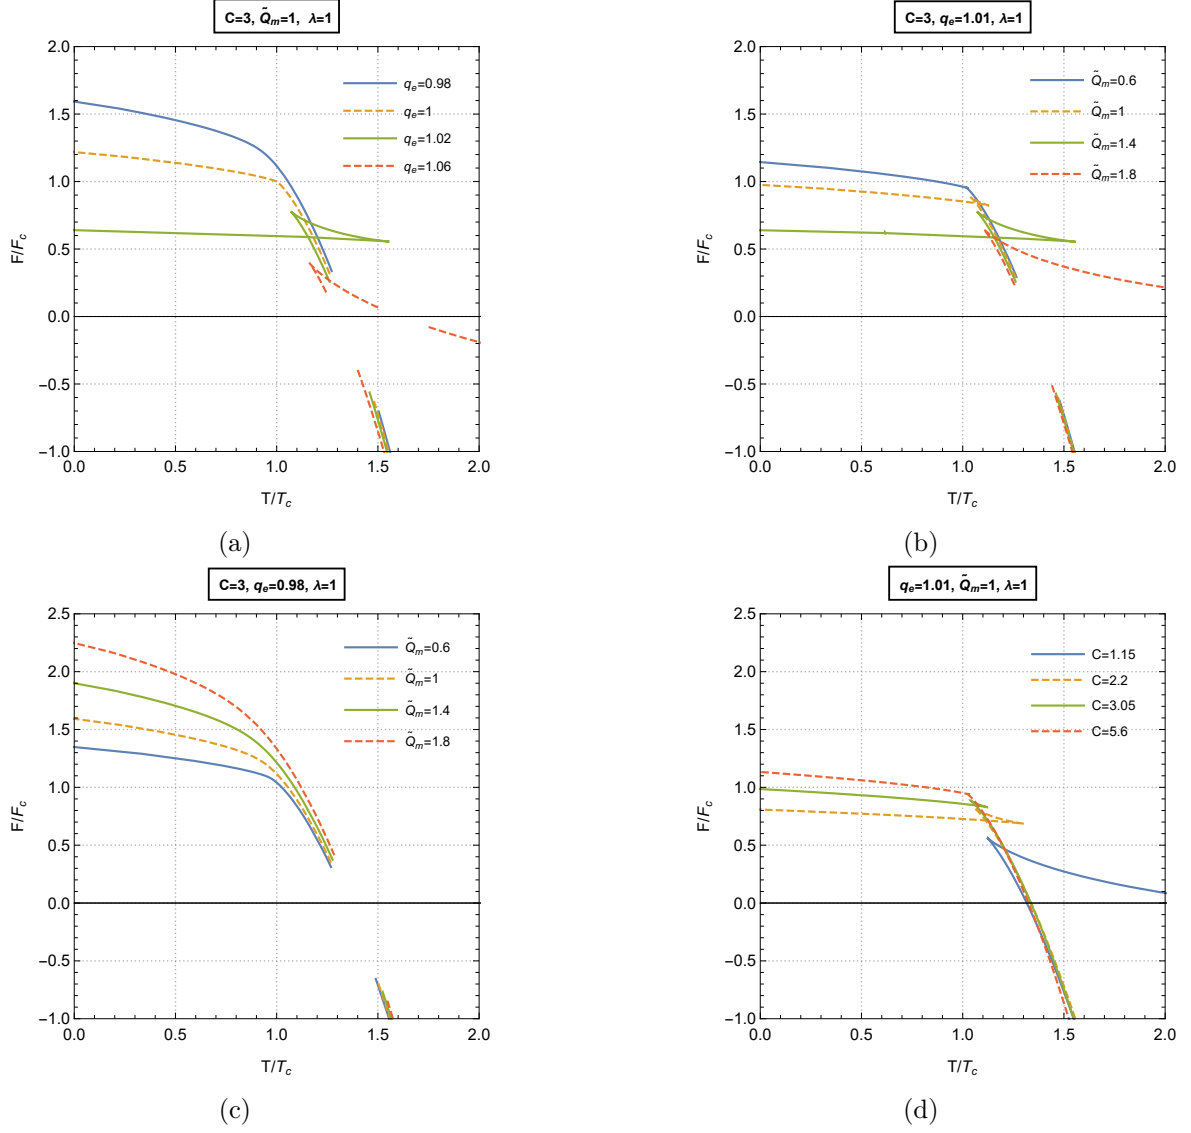 C=3, Q̃m=1, λ=1
2.0
1.5
1.0
0.5
0.0
−0.5
−1.0
F/Fc
qe=0.98
qe=1
qe=1.02
qe=1.06
0.0 0.5 1.0 1.5 2.0
T/Tc
(a)
C=3, qe=1.01, λ=1
2.0
1.5
1.0
0.5
0.0
−0.5
−1.0
F/Fc
Q̃m=0.6
Q̃m=1
Q̃m=1.4
Q̃m=1.8
0.0 0.5 1.0 1.5 2.0
T/Tc
(b)
C=3, qe=0.98, λ=1
2.5
2.0
1.5
1.0
0.5
0.0
−0.5
−1.0
F/Fc
Q̃m=0.6
Q̃m=1
Q̃m=1.4
Q̃m=1.8
0.0 0.5 1.0 1.5 2.0
T/Tc
(c)
qe=1.01, Q̃m=1, λ=1
2.5
2.0
1.5
1.0
0.5
0.0
−0.5
−1.0
F/Fc
C=1.15
C=2.2
C=3.05
C=5.6
0.0 0.5 1.0 1.5 2.0
T/Tc
(d)